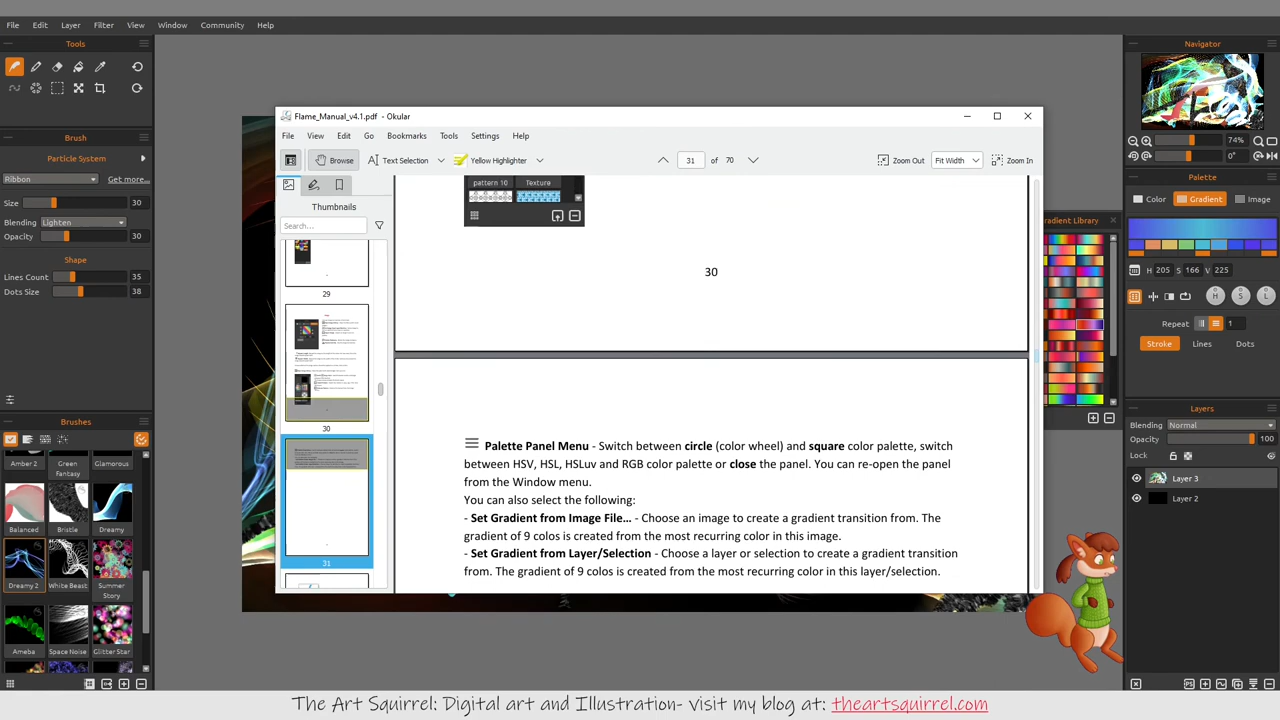 File Edit Layer Filter View Window Community Help
Tools
Brush
Particle System
Ribbon Get more...
Size 30
Blending Lighten
Opacity 30
Shape
Lines Count 35
Dots Size 38
Brushes
Amber 2 Green Fantasy Glamorous
Balanced Bristle Dreamy
Dreamy 2 White Beast Summer Story
Ameba Space Noise Glitter Star
Flame_Manual_v4.1.pdf - Okular
File View Edit Go Bookmarks Tools Settings Help
Browse Text Selection Yellow Highlighter 31 of 70 Zoom Out Fit Width Zoom In
Thumbnails
Search...
29
30
31
pattern 10 Texture
30
Palette Panel Menu - Switch between circle (color wheel) and square color palette, switch
between HSV, HSL, HSLuv and RGB color palette or close the panel. You can re-open the panel
from the Window menu.
You can also select the following:
- Set Gradient from Image File... - Choose an image to create a gradient transition from. The
gradient of 9 colos is created from the most recurring color in this image.
- Set Gradient from Layer/Selection - Choose a layer or selection to create a gradient transition
from. The gradient of 9 colos is created from the most recurring color in this layer/selection.
Navigator
74%
0°
Palette
Color Gradient Image
Gradient Library
H 205 S 166 V 225
H S L
Repeat 1
Stroke Lines Dots
Layers
Blending Normal
Opacity 100
Lock
Layer 3
Layer 2
PS
The Art Squirrel: Digital art and Illustration- visit my blog at: theartsquirrel.com